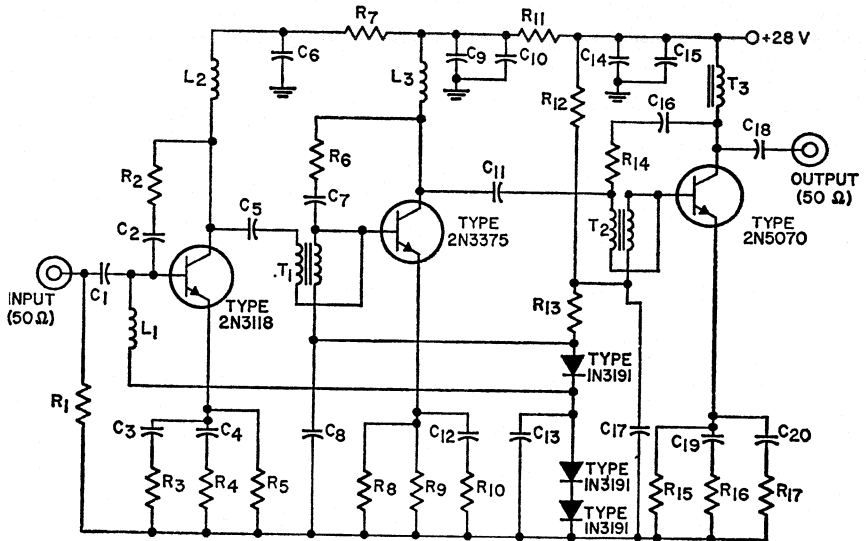 R7
R11
+28 V
C6
C9
C10
C14
C15
L2
L3
T3
R12
C16
R2
R6
R14
C18
C2
C7
C11
OUTPUT
(50 Ω)
C5
T1
T2
TYPE
2N3375
TYPE
2N5070
INPUT
(50 Ω)
C1
TYPE
2N3118
L1
R13
TYPE
1N3191
R1
C3
C4
C8
C12
C13
C17
C19
C20
R3
R4
R5
R8
R9
R10
TYPE
1N3191
TYPE
1N3191
R15
R16
R17